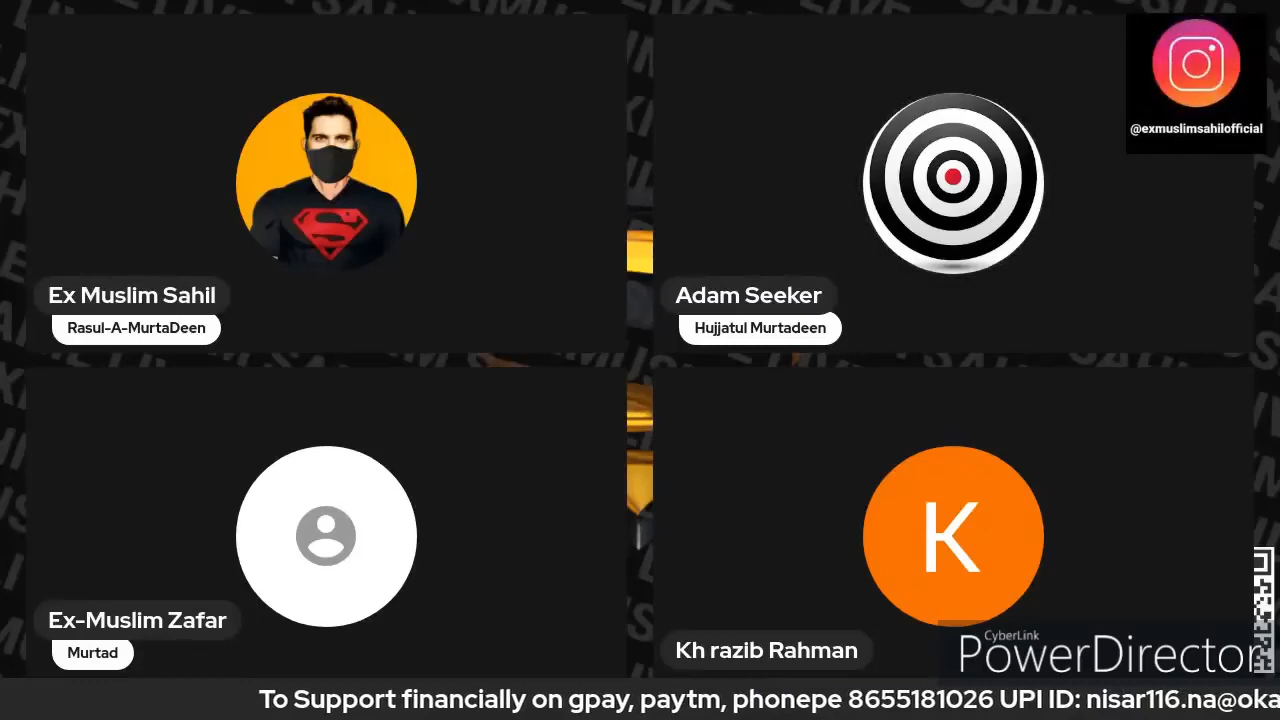 @exmuslimsahilofficial
Ex Muslim Sahil
Rasul-A-MurtaDeen
Adam Seeker
Hujjatul Murtadeen
K
Ex-Muslim Zafar
Murtad
Kh razib Rahman
CyberLink
PowerDirector
To Support financially on gpay, paytm, phonepe 8655181026 UPI ID: nisar116.na@oka